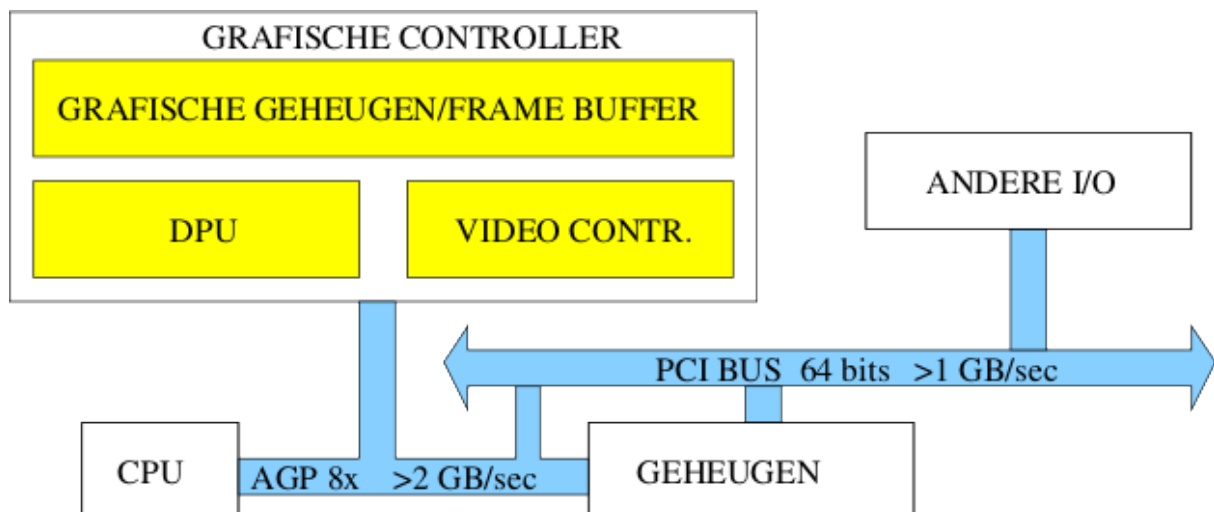 GRAFISCHE CONTROLLER
GRAFISCHE GEHEUGEN/FRAME BUFFER
DPU
VIDEO CONTR.
ANDERE I/O
PCI BUS 64 bits >1 GB/sec
CPU
AGP 8x >2 GB/sec
GEHEUGEN